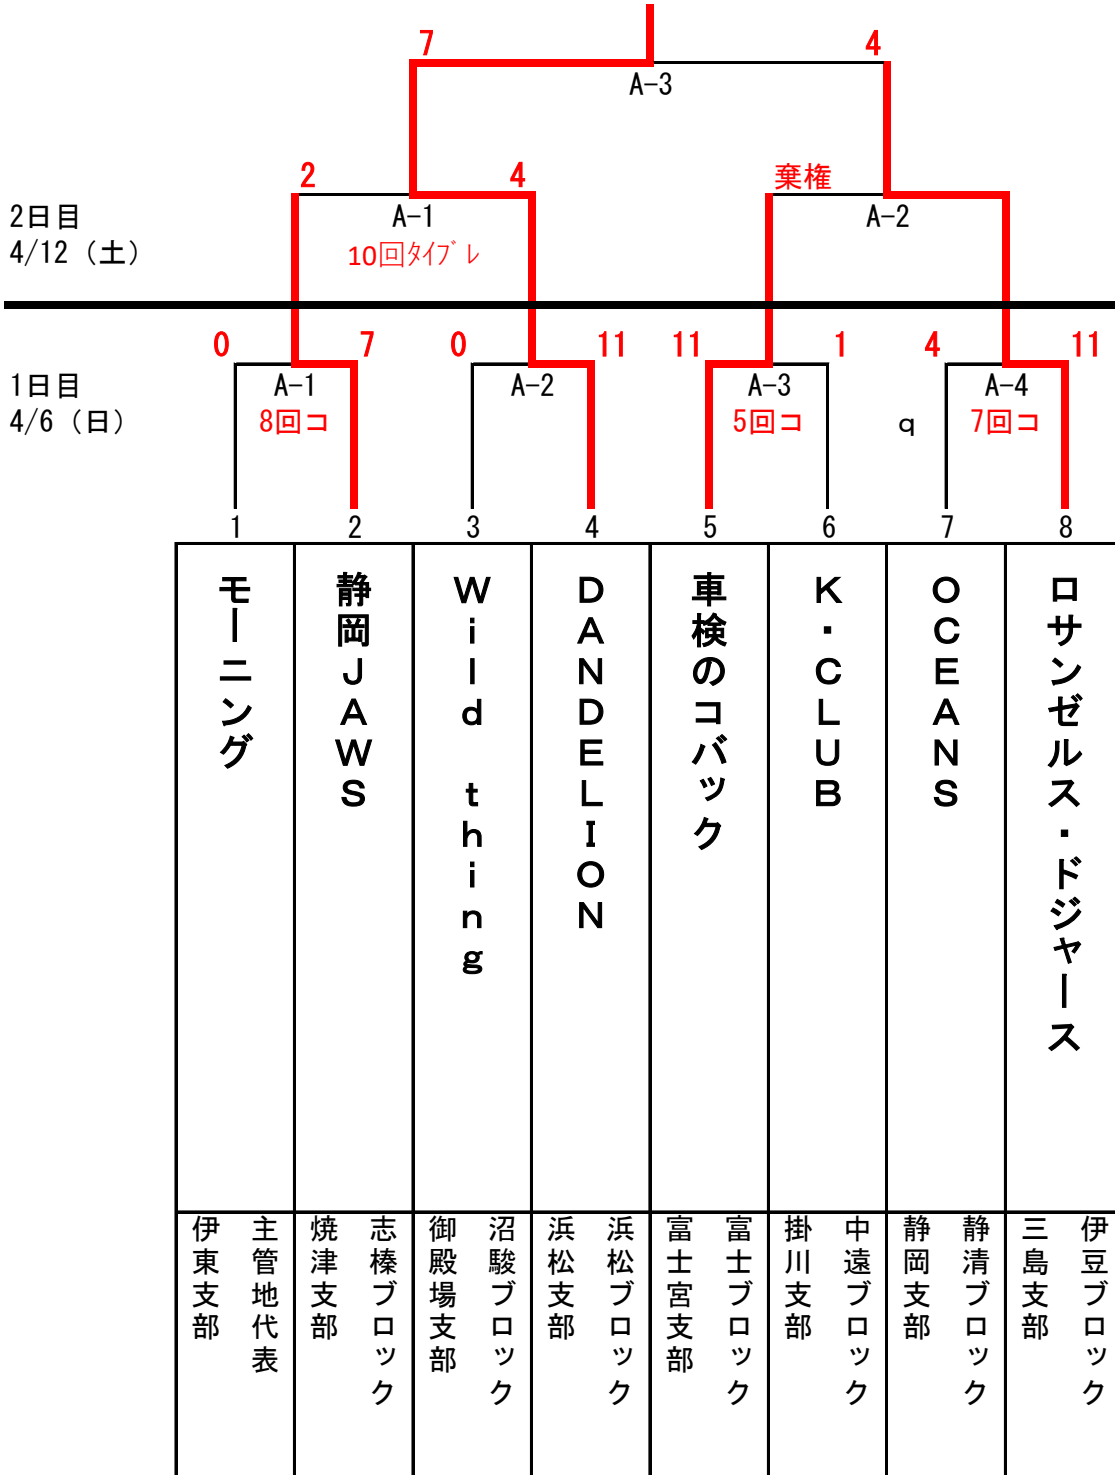 7 4
A-3
2 4 棄権
2日目 A-1 A-2
4/12（土） 10回ﾀｲﾌﾞﾚ
0 7 0 11 11 1 4 11
1日目 A-1 A-2 A-3 A-4
4/6（日） 8回コ 5回コ q 7回コ
1 2 3 4 5 6 7 8
モーニング
静岡ＪＡＷＳ
Ｗｉｌｄ　ｔｈｉｎｇ
ＤＡＮＤＥＬＩＯＮ
車検のコバック
Ｋ・ＣＬＵＢ
ＯＣＥＡＮＳ
ロサンゼルス・ドジャース
伊東支部
主管地代表
焼津支部
志榛ブロック
御殿場支部
沼駿ブロック
浜松支部
浜松ブロック
富士宮支部
富士ブロック
掛川支部
中遠ブロック
静岡支部
静清ブロック
三島支部
伊豆ブロック